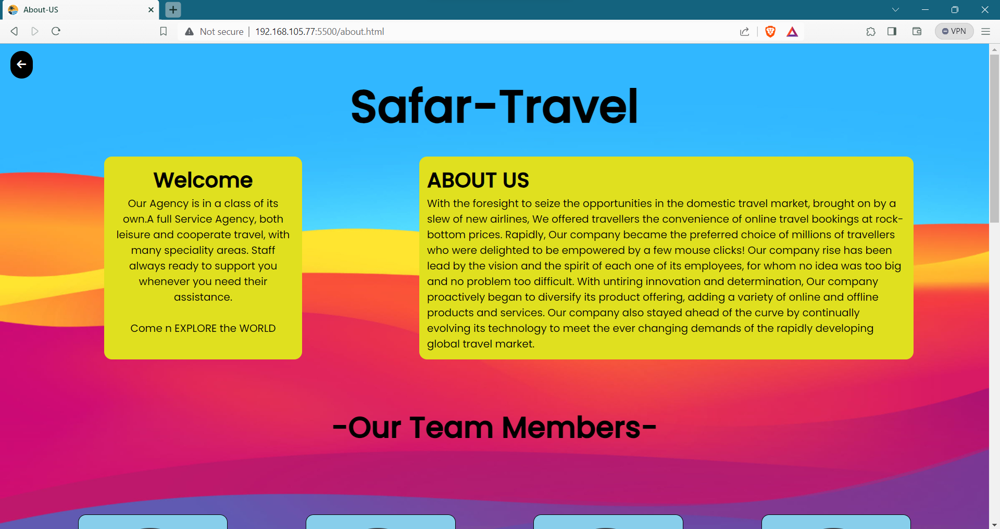 About-US
Not secure
192.168.105.77:5500/about.html
VPN
Safar-Travel
Welcome
Our Agency is in a class of its
own.A full Service Agency, both
leisure and cooperate travel, with
many speciality areas. Staff
always ready to support you
whenever you need their
assistance.
Come n EXPLORE the WORLD
ABOUT US
With the foresight to seize the opportunities in the domestic travel market, brought on by a
slew of new airlines, We offered travellers the convenience of online travel bookings at rock-
bottom prices. Rapidly, Our company became the preferred choice of millions of travellers
who were delighted to be empowered by a few mouse clicks! Our company rise has been
lead by the vision and the spirit of each one of its employees, for whom no idea was too big
and no problem too difficult. With untiring innovation and determination, Our company
proactively began to diversify its product offering, adding a variety of online and offline
products and services. Our company also stayed ahead of the curve by continually
evolving its technology to meet the ever changing demands of the rapidly developing
global travel market.
-Our Team Members-